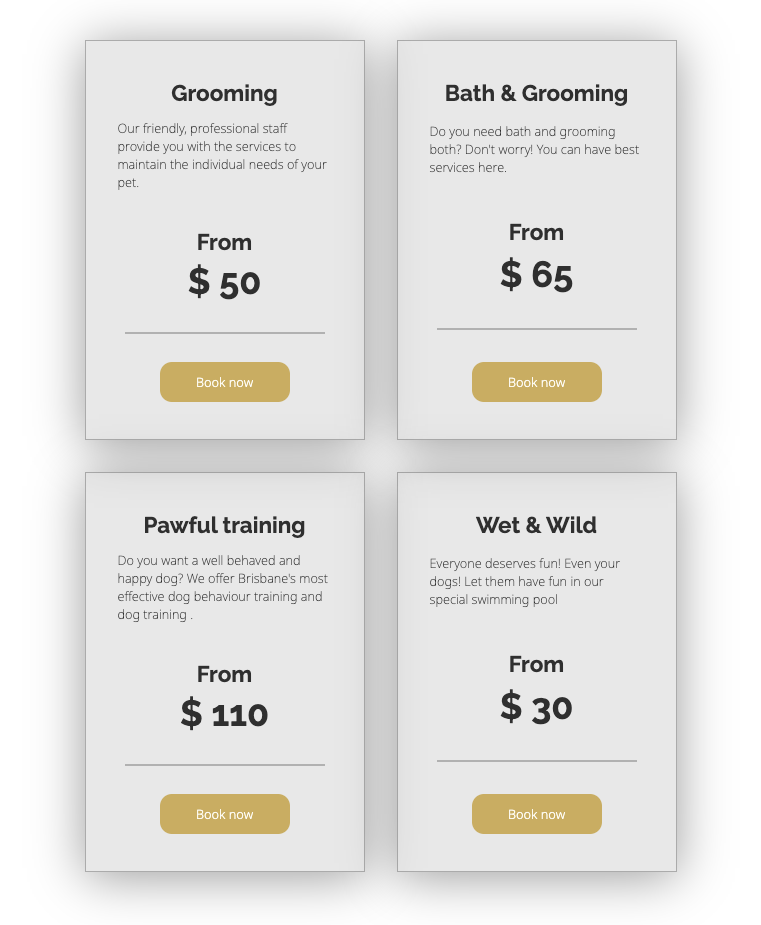 Grooming
Our friendly, professional staff
provide you with the services to
maintain the individual needs of your
pet.
From
$ 50
Book now
Bath & Grooming
Do you need bath and grooming
both? Don't worry! You can have best
services here.
From
$ 65
Book now
Pawful training
Do you want a well behaved and
happy dog? We offer Brisbane's most
effective dog behaviour training and
dog training .
From
$ 110
Book now
Wet & Wild
Everyone deserves fun! Even your
dogs! Let them have fun in our
special swimming pool
From
$ 30
Book now